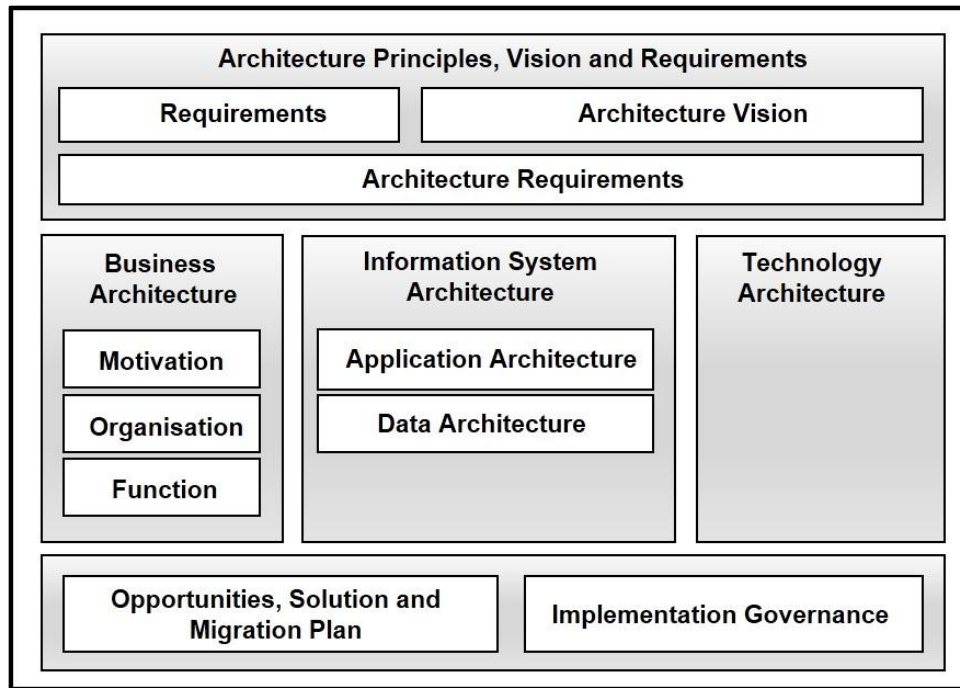 Architecture Principles, Vision and Requirements
Requirements
Architecture Vision
Architecture Requirements
Business
Architecture
Motivation
Organisation
Function
Information System
Architecture
Application Architecture
Data Architecture
Technology
Architecture
Opportunities, Solution and
Migration Plan
Implementation Governance